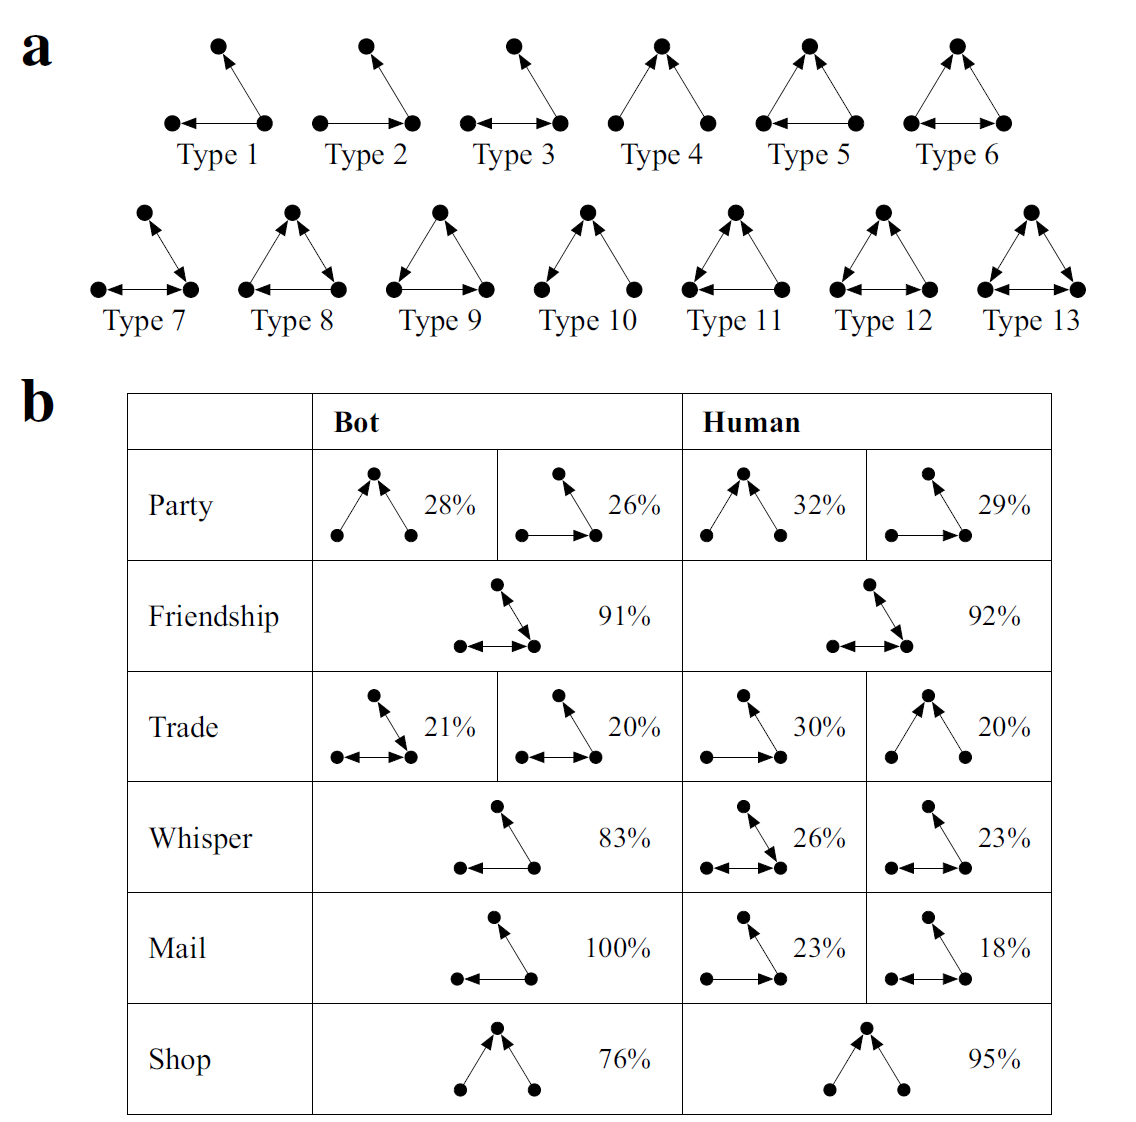 a
Type 1 Type 2 Type 3 Type 4 Type 5 Type 6
Type 7 Type 8 Type 9 Type 10 Type 11 Type 12 Type 13
b
Bot Human
Party 28% 26% 32% 29%
Friendship 91% 92%
Trade 21% 20% 30% 20%
Whisper 83% 26% 23%
Mail 100% 23% 18%
Shop 76% 95%